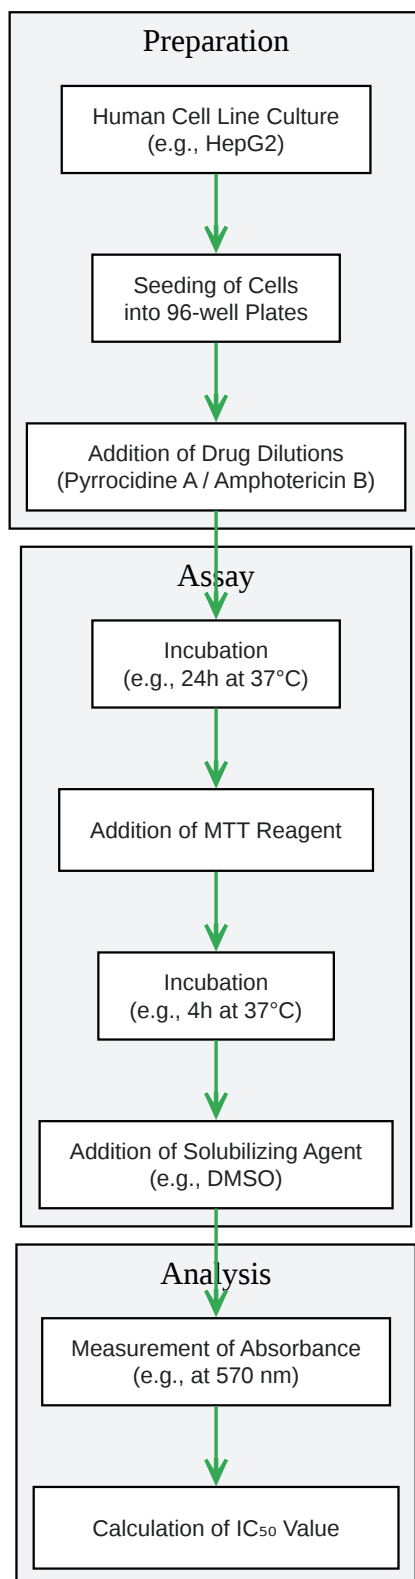 Preparation
Human Cell Line Culture
(e.g., HepG2)
Seeding of Cells
into 96-well Plates
Addition of Drug Dilutions
(Pyrrocidine A / Amphotericin B)
Assay
Incubation
(e.g., 24h at 37°C)
Addition of MTT Reagent
Incubation
(e.g., 4h at 37°C)
Addition of Solubilizing Agent
(e.g., DMSO)
Analysis
Measurement of Absorbance
(e.g., at 570 nm)
Calculation of IC₅₀ Value